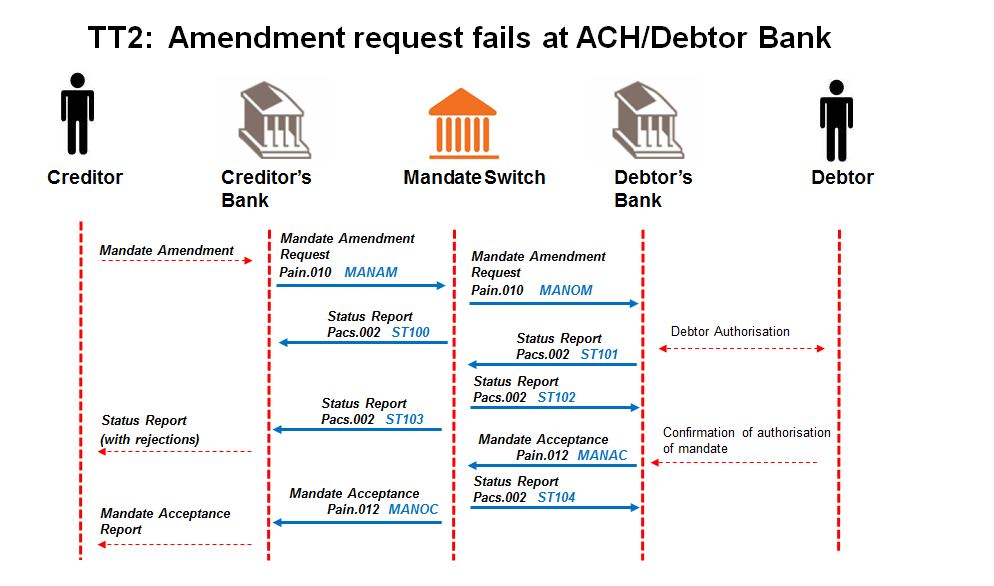 TT2:  Amendment request fails at ACH/Debtor Bank
Creditor
Creditor's
Bank
Mandate Switch
Debtor's
Bank
Debtor
Mandate Amendment
Mandate Amendment
Request
Pain.010 MANAM
Mandate Amendment
Request
Pain.010 MANOM
Status Report
Pacs.002 ST100
Debtor Authorisation
Status Report
Pacs.002 ST101
Status Report
Pacs.002 ST102
Status Report
Pacs.002 ST103
Status Report
(with rejections)
Confirmation of authorisation
of mandate
Mandate Acceptance
Pain.012 MANAC
Status Report
Pacs.002 ST104
Mandate Acceptance
Pain.012 MANOC
Mandate Acceptance
Report